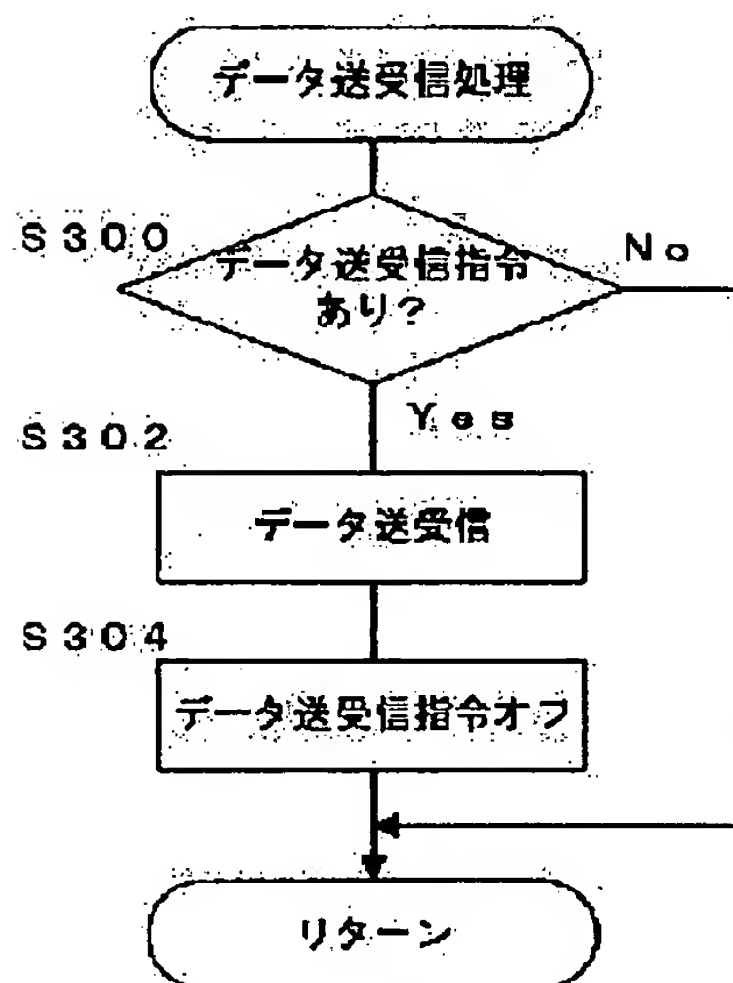 データ送受信処理
S300
データ送受信指令
あり?
No
Yes
S302
データ送受信
S304
データ送受信指令オフ
リターン